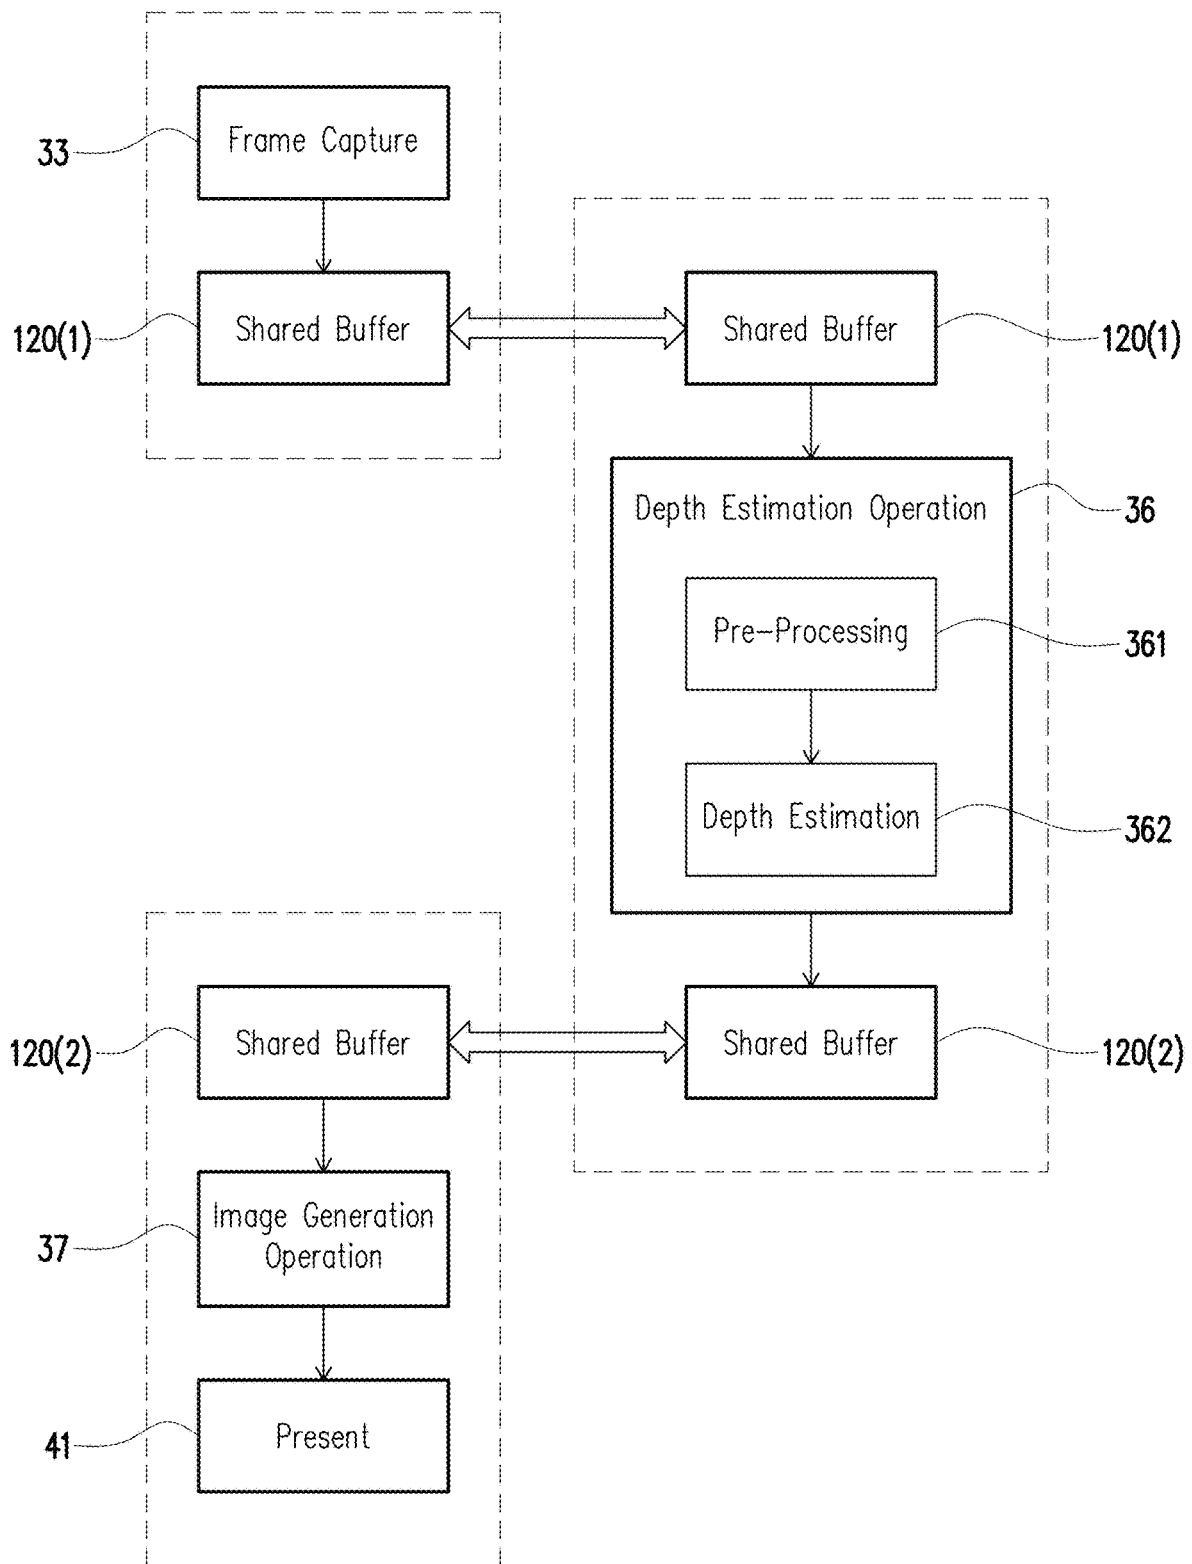 Frame Capture
33
Shared Buffer
120(1)
Shared Buffer
120(1)
Depth Estimation Operation
36
Pre-Processing
361
Depth Estimation
362
Shared Buffer
120(2)
Shared Buffer
120(2)
Image Generation
Operation
37
Present
41